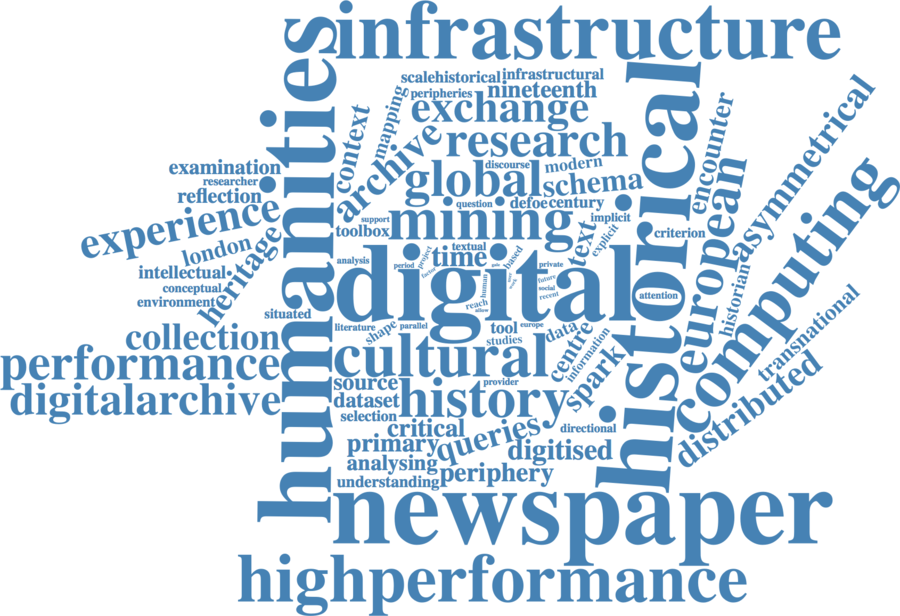 infrastructure
humanities
scalehistorical
infrastructural
peripheries
nineteenth
mapping
exchange
context
archive
research
historical
encounter
asymmetrical
examination
researcher
reflection
experience
london
heritage
intellectual
conceptual
environment
situated
discourse
modern
global
schema
question
defoe
century
support
toolbox
mining
implicit
text
explicit
criterion
european
historian
computing
analysis
period
project
factor
textual
time
based
private
human
digital
future
social
recent
attention
reach
allow
literature
shape
parallel
tool
europe
studies
data
centre
information
spark
transnational
distributed
collection
performance
digitalarchive
cultural
source
provider
dataset
history
selection
critical
queries
directional
primary
digitised
analysing
periphery
understanding
newspaper
highperformance